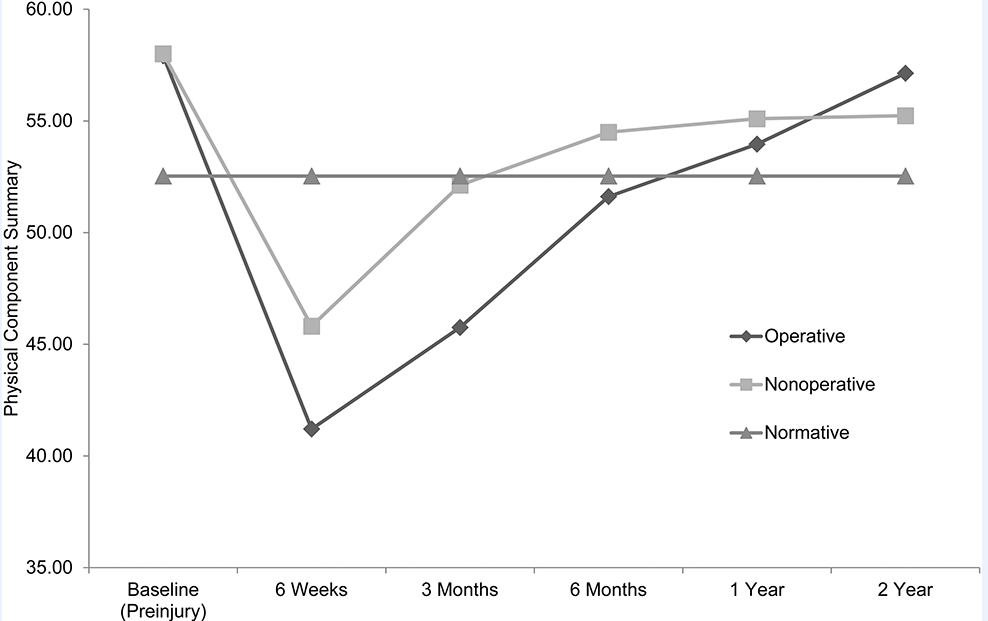 60.00
55.00
50.00
45.00
40.00
35.00
Physical Component Summary
Operative
Nonoperative
Normative
Baseline 6 Weeks 3 Months 6 Months 1 Year 2 Year
(Preinjury)